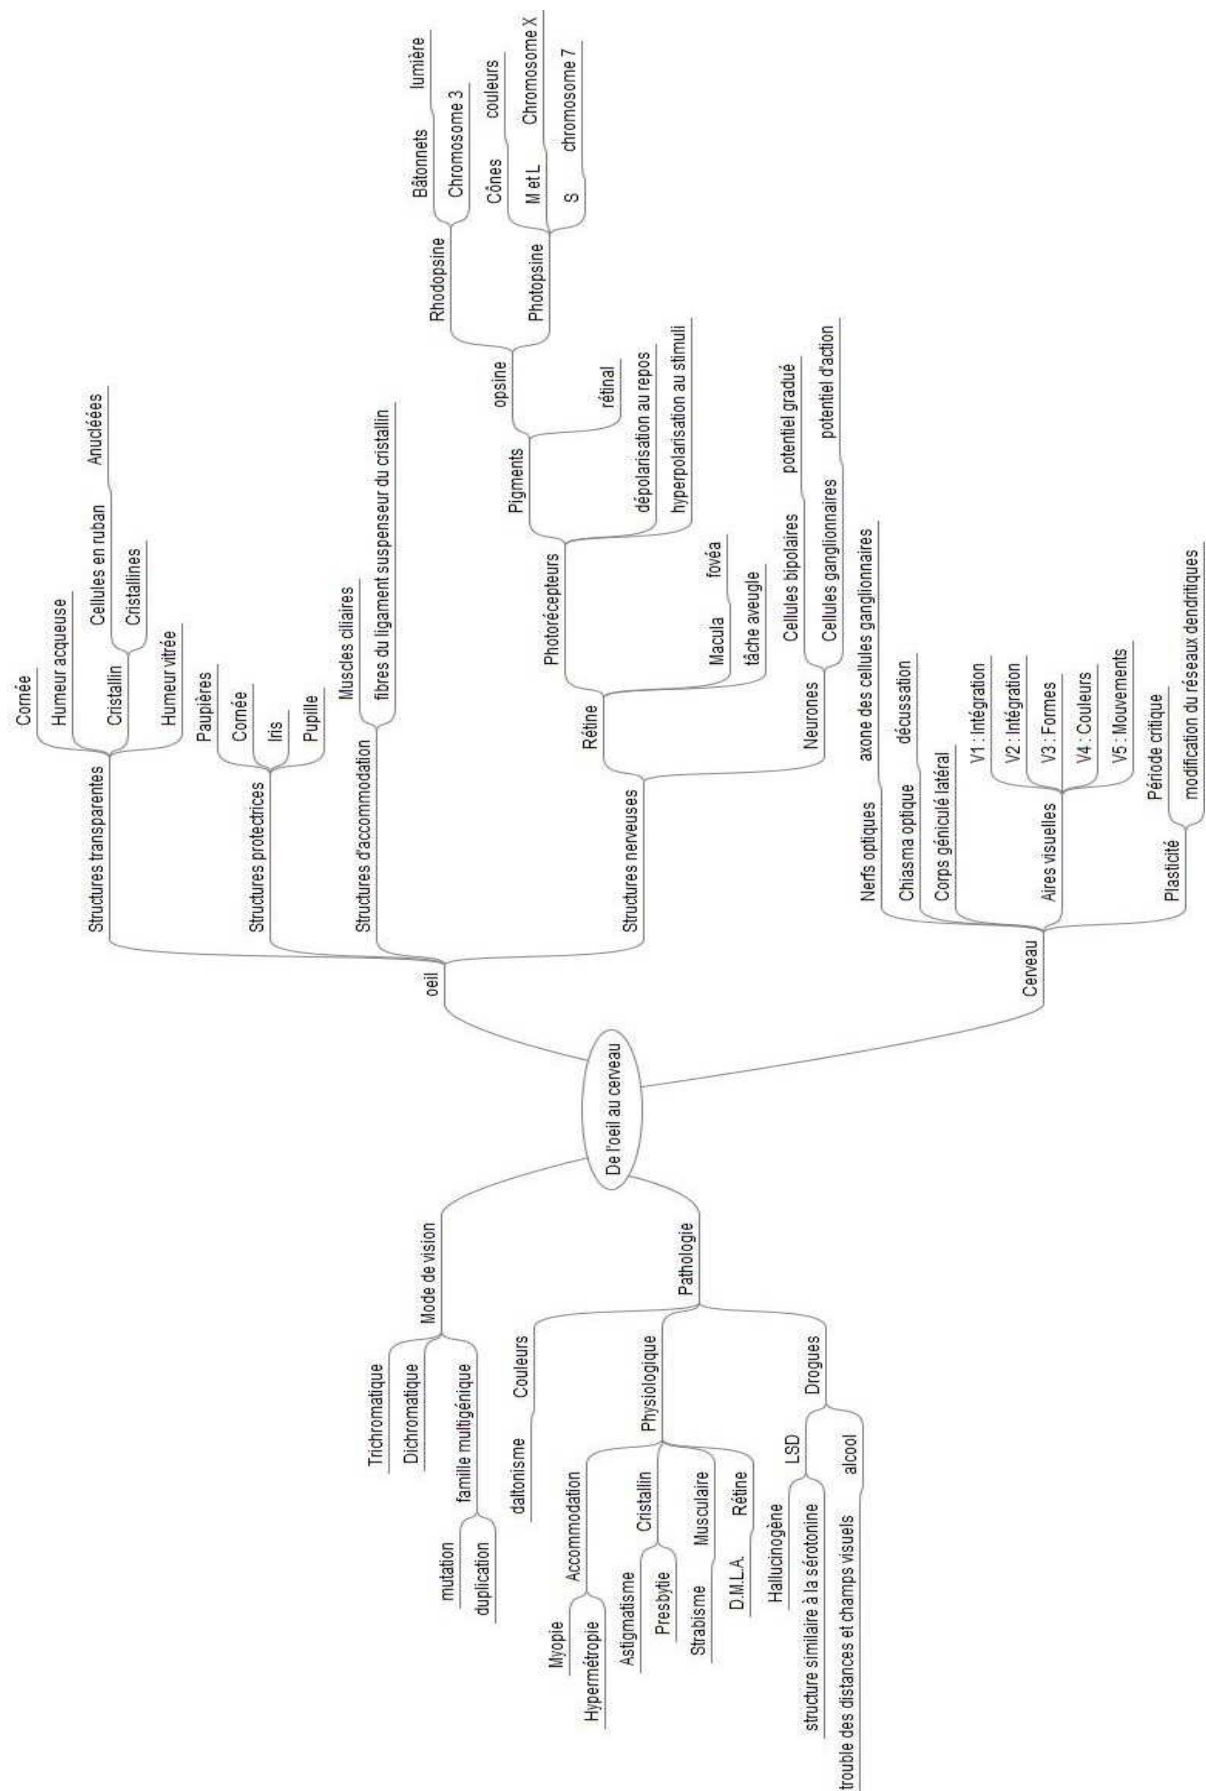 De l'oeil au cerveau
oeil
Structures transparentes
Cornée
Humeur acqueuse
Cristallin
Cellules en ruban
Anucléées
Cristallines
Humeur vitrée
Structures protectrices
Paupières
Cornée
Iris
Pupille
Structures d'accommodation
Muscles ciliaires
fibres du ligament suspenseur du cristallin
Structures nerveuses
Rétine
Photorécepteurs
Pigments
opsine
Rhodopsine
Bâtonnets
lumière
Chromosome 3
Photopsine
Cônes
couleurs
M et L
Chromosome X
S
chromosome 7
rétinal
dépolarisation au repos
hyperpolarisation au stimuli
Macula
fovéa
tâche aveugle
Neurones
Cellules bipolaires
potentiel gradué
Cellules ganglionnaires
potentiel d'action
Cerveau
Nerfs optiques
axone des cellules ganglionnaires
Chiasma optique
décussation
Corps géniculé latéral
Aires visuelles
V1 : Intégration
V2 : Intégration
V3 : Formes
V4 : Couleurs
V5 : Mouvements
Plasticité
Période critique
modification du réseaux dendritiques
Mode de vision
Trichromatique
Dichromatique
famille multigénique
mutation
duplication
Pathologie
Couleurs
daltonisme
Physiologique
Accommodation
Myopie
Hypermétropie
Cristallin
Astigmatisme
Presbytie
Musculaire
Strabisme
Rétine
D.M.L.A.
Drogues
LSD
Hallucinogène
structure similaire à la sérotonine
alcool
trouble des distances et champs visuels